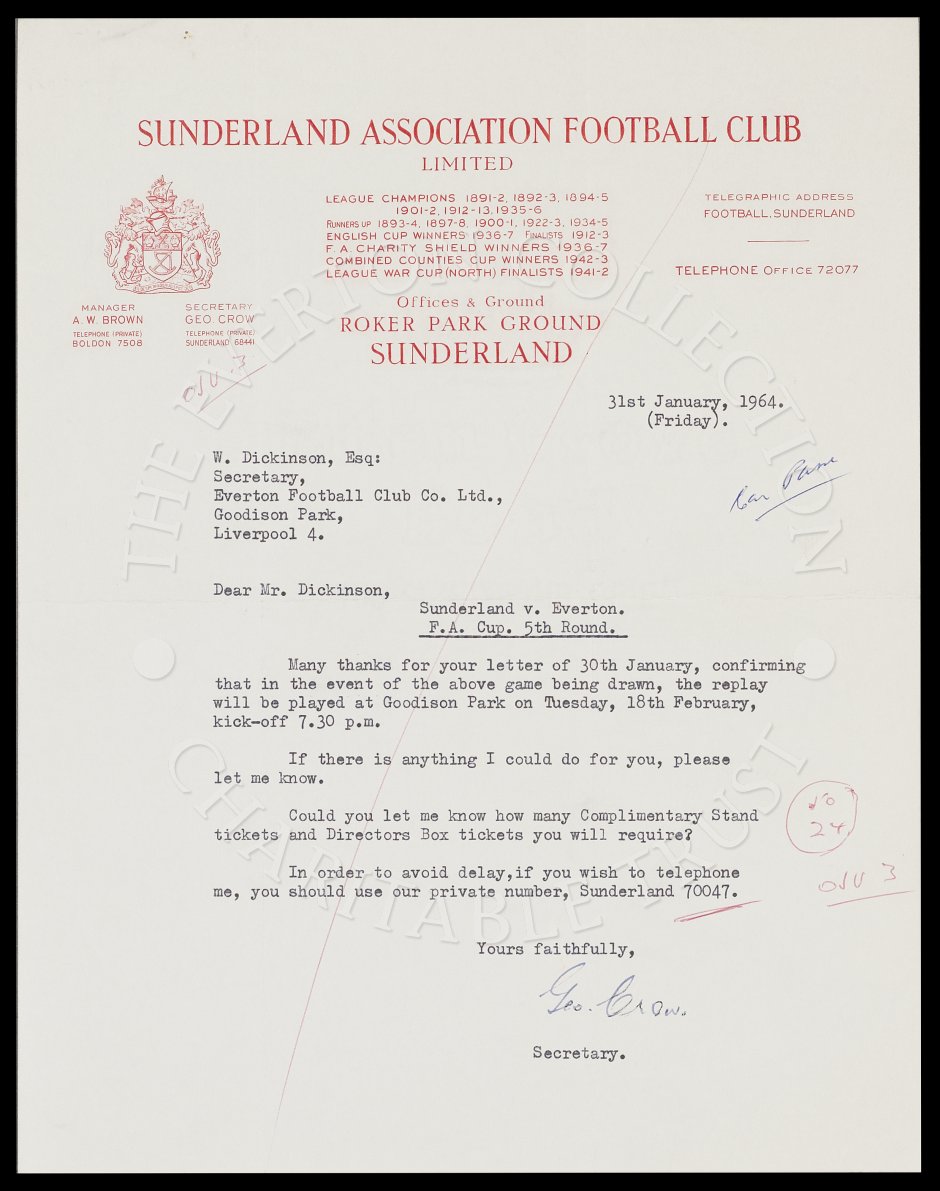 SUNDERLAND ASSOCIATION FOOTBALL CLUB
LIMITED
LEAGUE CHAMPIONS 1891-2, 1892-3, 1894-5
1901-2, 1912-13, 1935-6
RUNNERS UP 1893-4, 1897-8, 1900-1, 1922-3, 1934-5
ENGLISH CUP WINNERS 1936-7 FINALISTS 1912-3
F. A. CHARITY SHIELD WINNERS 1936-7
COMBINED COUNTIES CUP WINNERS 1942-3
LEAGUE WAR CUP (NORTH) FINALISTS 1941-2
TELEGRAPHIC ADDRESS
FOOTBALL, SUNDERLAND
TELEPHONE OFFICE 72077
MANAGER
A. W. BROWN
TELEPHONE (PRIVATE)
BOLDON 7508
SECRETARY
GEO. CROW
TELEPHONE (PRIVATE)
SUNDERLAND 68441
Offices & Ground
ROKER PARK GROUND
SUNDERLAND
31st January, 1964.
(Friday).
W. Dickinson, Esq:
Secretary,
Everton Football Club Co. Ltd.,
Goodison Park,
Liverpool 4.
Dear Mr. Dickinson,
Sunderland v. Everton.
F.A. Cup. 5th Round.
Many thanks for your letter of 30th January, confirming
that in the event of the above game being drawn, the replay
will be played at Goodison Park on Tuesday, 18th February,
kick-off 7.30 p.m.
If there is anything I could do for you, please
let me know.
Could you let me know how many Complimentary Stand
tickets and Directors Box tickets you will require?
24
In order to avoid delay,if you wish to telephone
me, you should use our private number, Sunderland 70047.
Yours faithfully,
Geo. Crow.
Secretary.
THE EVERTON COLLECTION
CHARITABLE TRUST